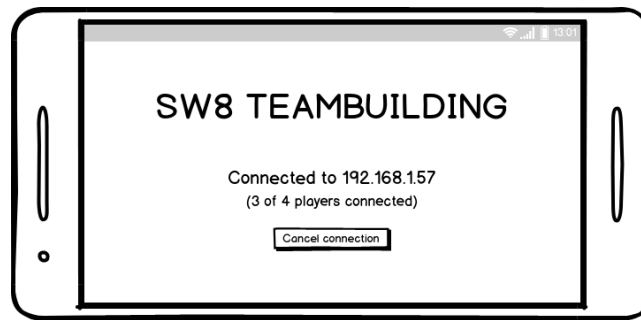 13:01
SW8 TEAMBUILDING
Connected to 192.168.1.57
(3 of 4 players connected)
Cancel connection